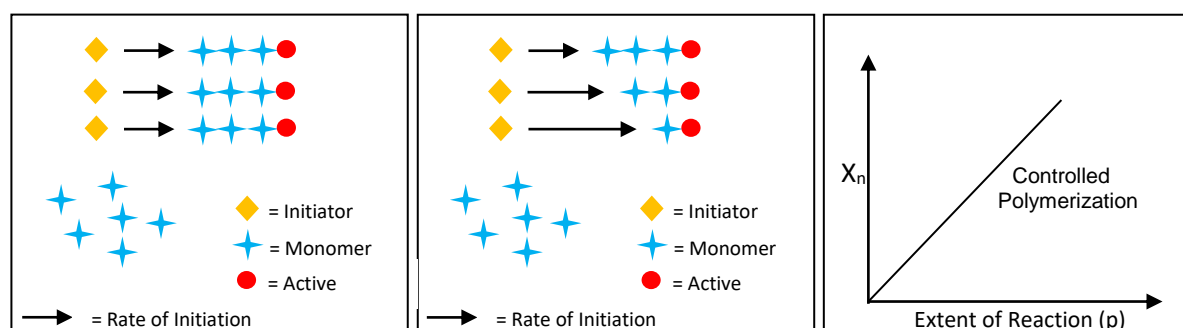 = Initiator
= Monomer
= Active
= Rate of Initiation
= Initiator
= Monomer
= Active
= Rate of Initiation
Xn
Controlled
Polymerization
Extent of Reaction (p)